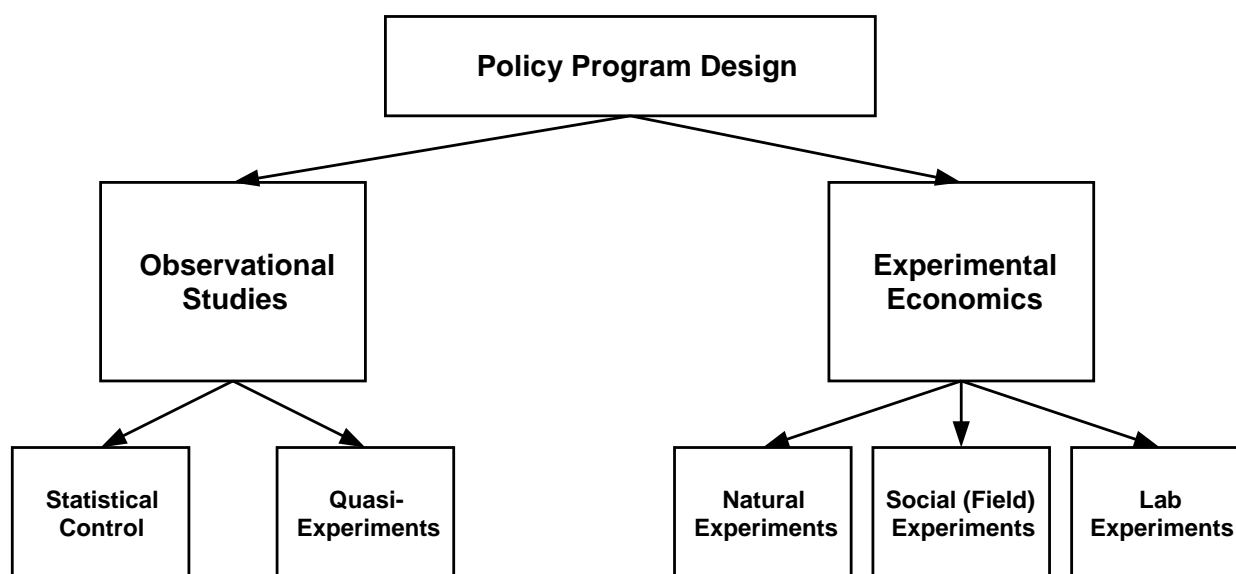 Policy Program Design
Observational
Studies
Experimental
Economics
Statistical
Control
Quasi-
Experiments
Natural
Experiments
Social (Field)
Experiments
Lab
Experiments